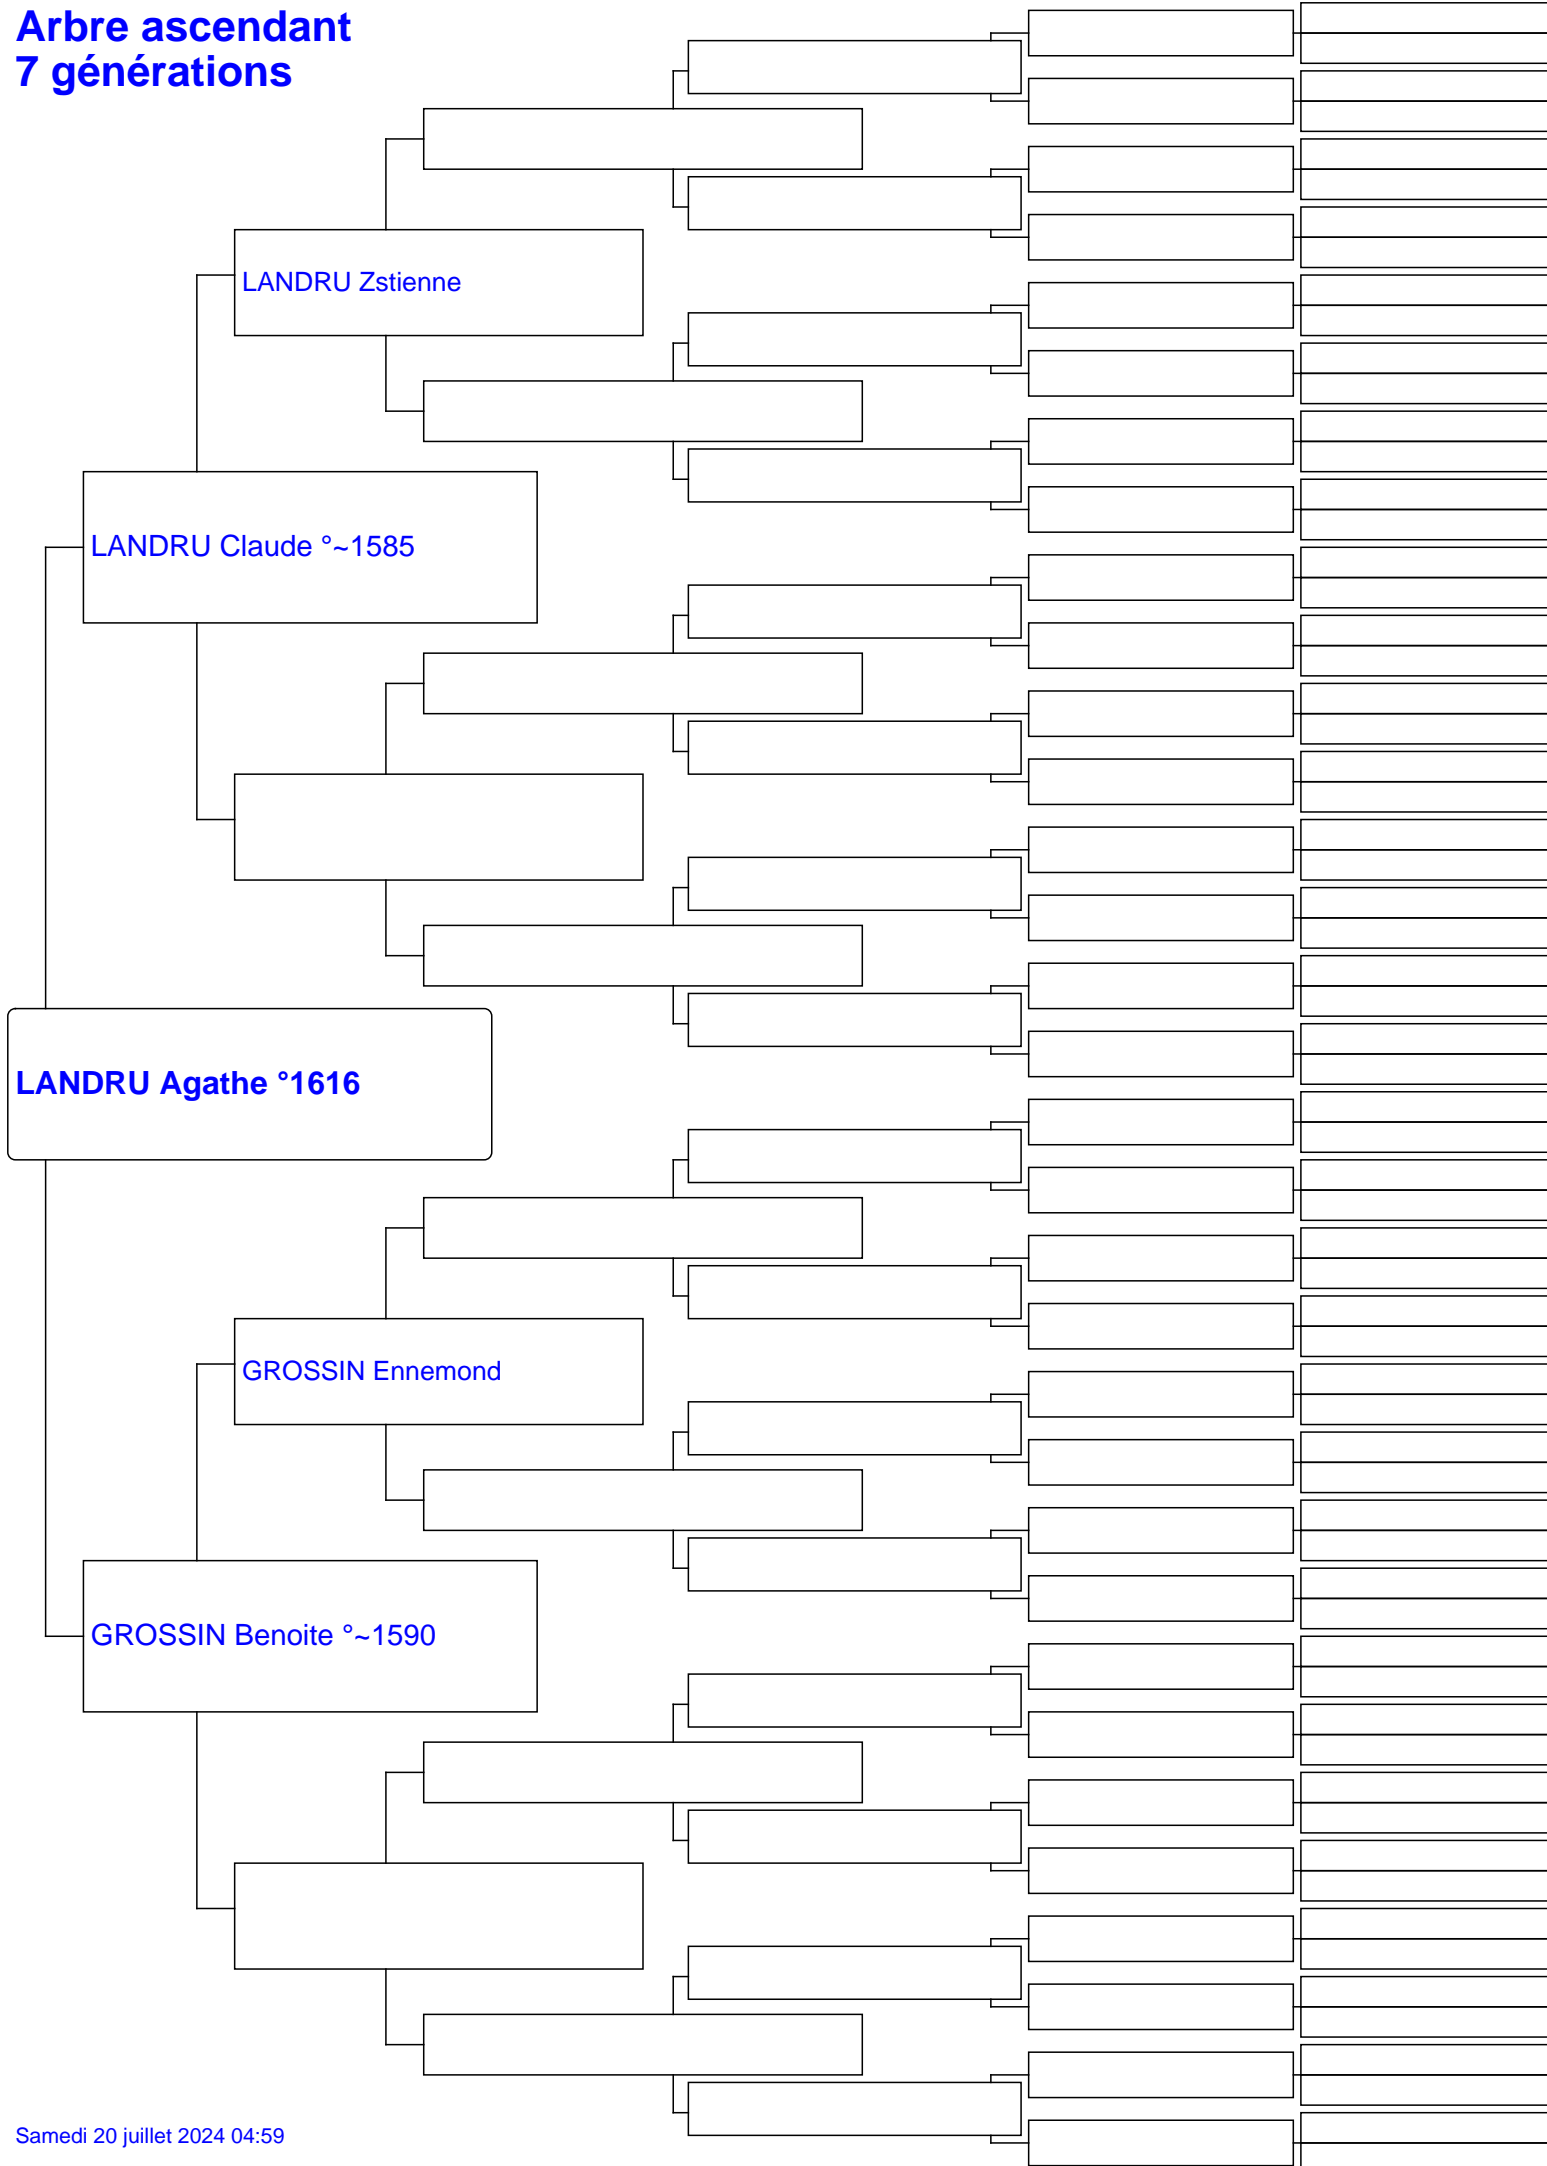 Arbre ascendant
7 générations
LANDRU Zstienne
LANDRU Claude °~1585
LANDRU Agathe °1616
GROSSIN Ennemond
GROSSIN Benoite °~1590
Samedi 20 juillet 2024 04:59